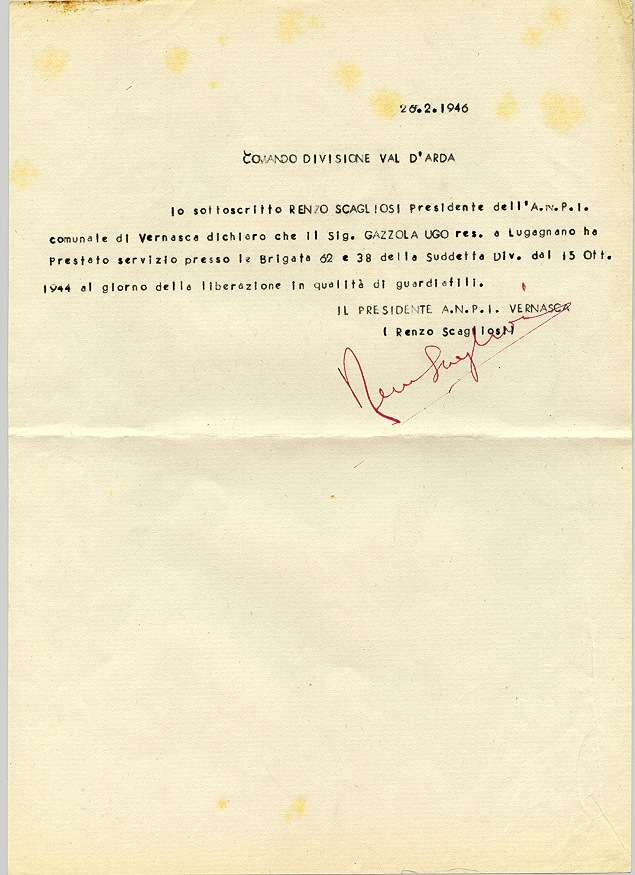 26.2.1946
COMANDO DIVISIONE VAL D'ARDA
Io sottoscritto RENZO SCAGLIOSI Presidente dell'A.N.P.I.
comunale di Vernasca dichiaro che il Sig. GAZZOLA UGO res. a Lugagnano ha
Prestato servizio presso le Brigata 62 e 38 della Suddetta Div. dal 15 Ott.
1944 al giorno della liberazione in qualità di guardiafili.
IL PRESIDENTE A.N.P.I. VERNASCA
( Renzo Scagliosi)
Renzo Scagliosi